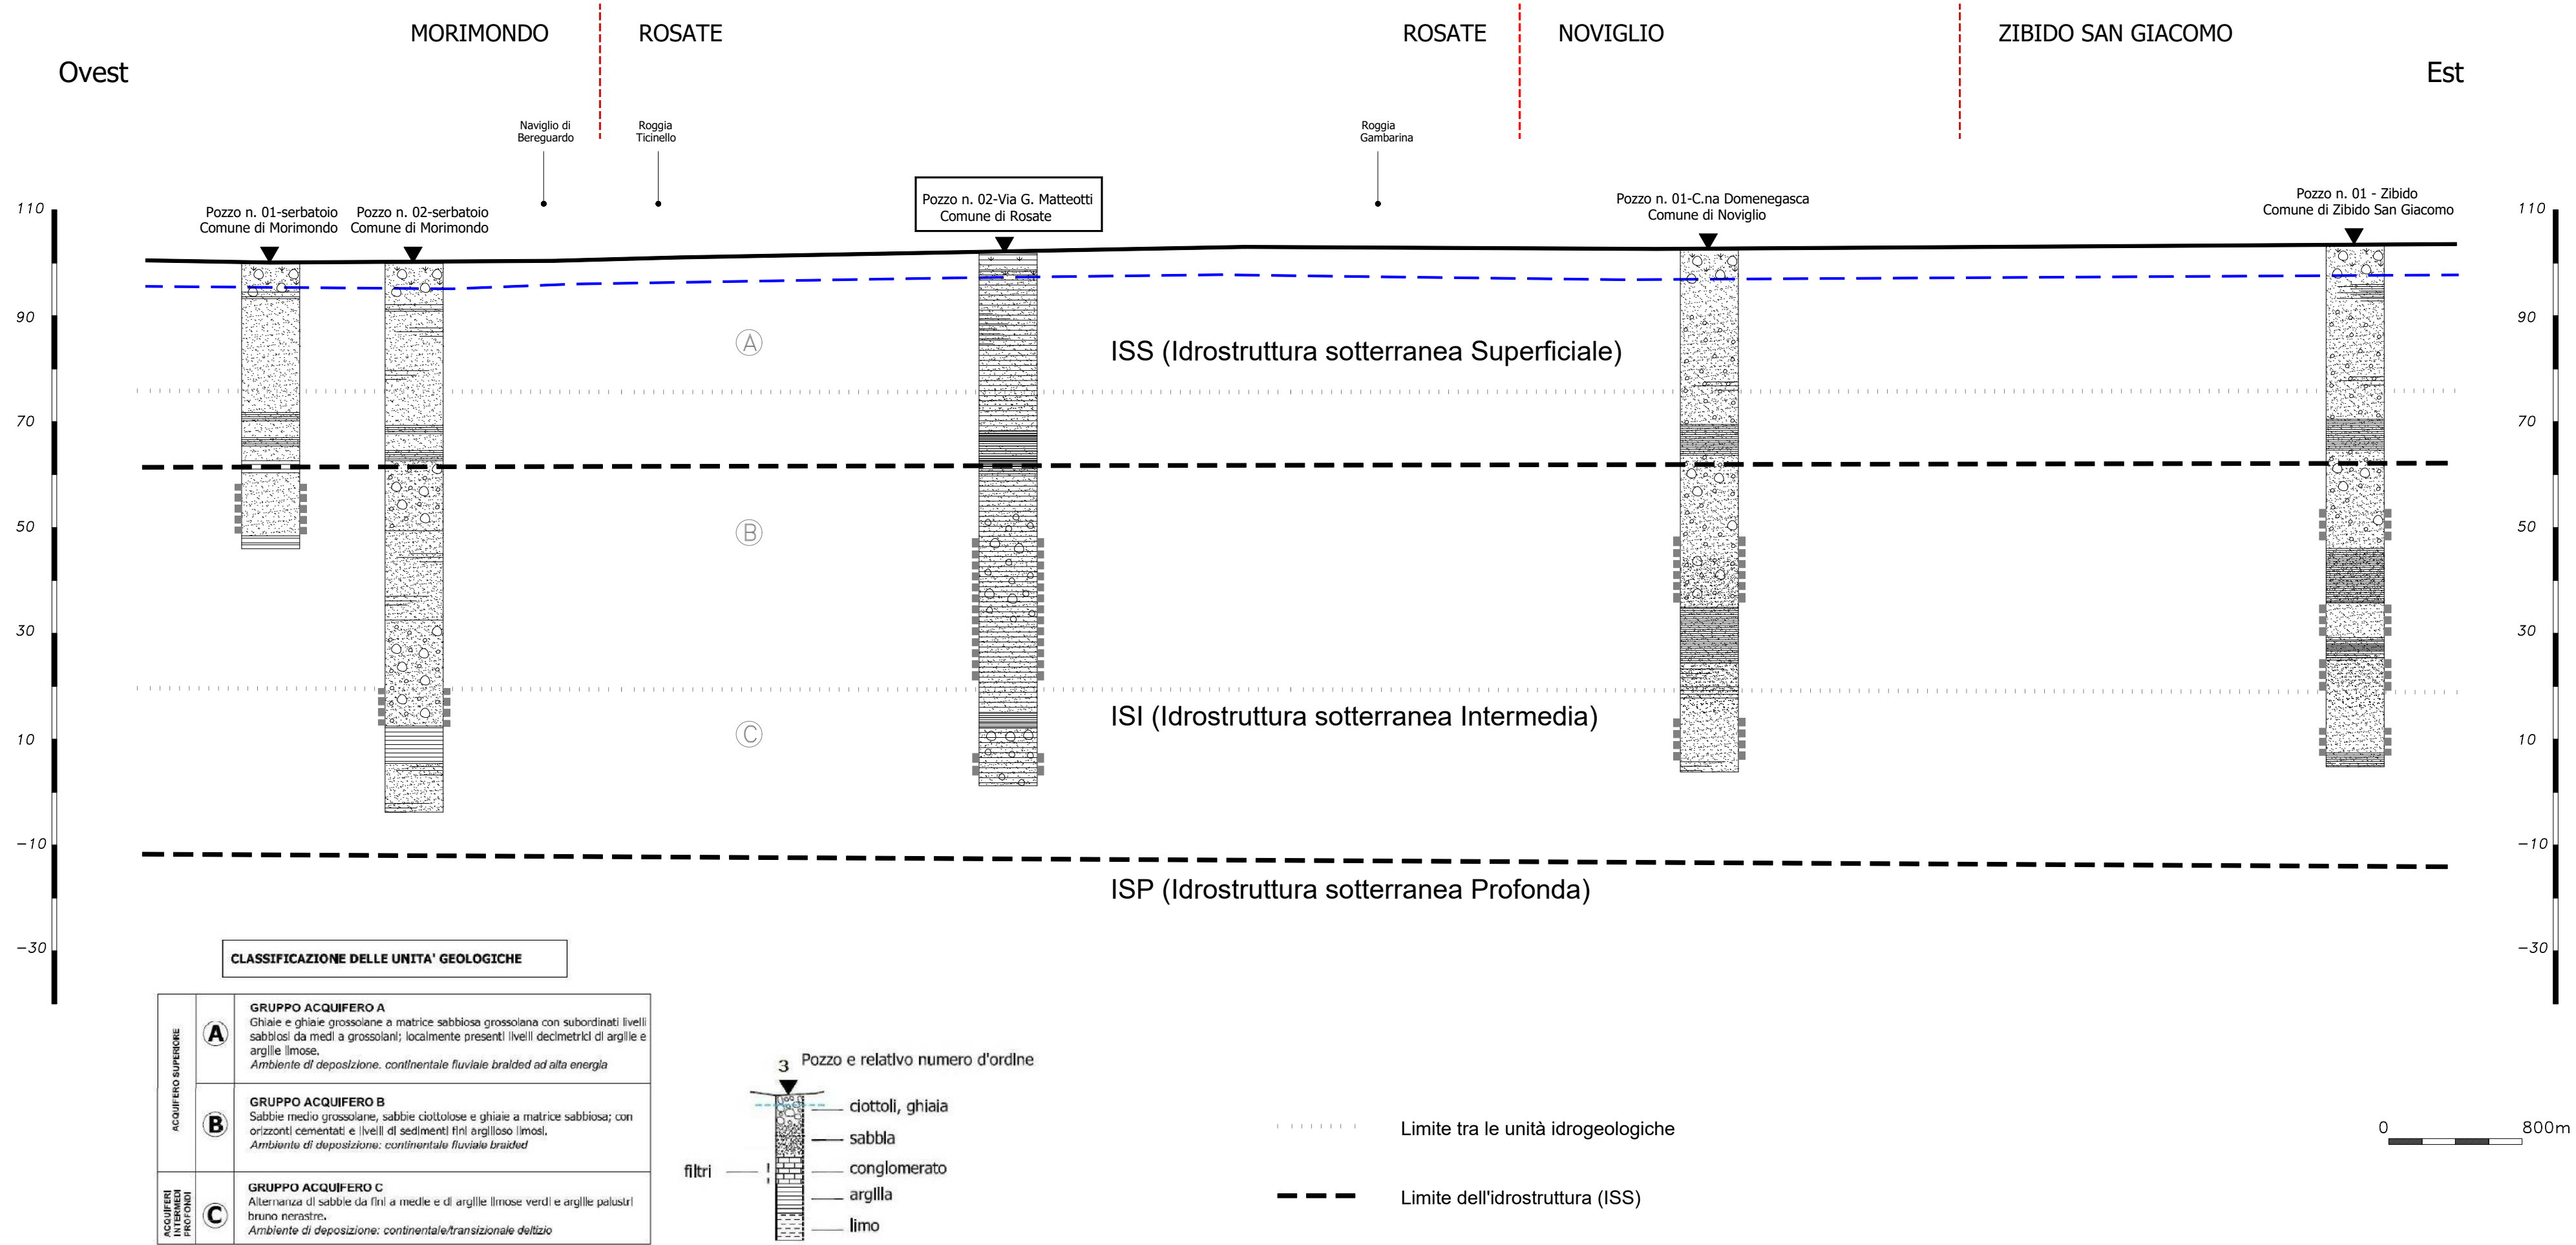 MORIMONDO
ROSATE
ROSATE
NOVIGLIO
ZIBIDO SAN GIACOMO
Ovest
Est
Naviglio di
Bereguardo
Roggia
Ticinello
Roggia
Gambarina
Pozzo n. 01-serbatoio
Comune di Morimondo
Pozzo n. 02-serbatoio
Comune di Morimondo
Pozzo n. 02-Via G. Matteotti
Comune di Rosate
Pozzo n. 01-C.na Domenegasca
Comune di Noviglio
Pozzo n. 01 - Zibido
Comune di Zibido San Giacomo
110
90
70
50
30
10
-10
-30
110
90
70
50
30
10
-10
-30
A
ISS (Idrostruttura sotterranea Superficiale)
B
ISI (Idrostruttura sotterranea Intermedia)
C
ISP (Idrostruttura sotterranea Profonda)
CLASSIFICAZIONE DELLE UNITA' GEOLOGICHE
ACQUIFERO SUPERIORE
A
GRUPPO ACQUIFERO A
Ghiaie e ghiaie grossolane a matrice sabbiosa grossolana con subordinati livelli
sabbiosi da medi a grossolani; localmente presenti livelli decimetrici di argille e
argille limose.
Ambiente di deposizione. continentale fluviale braided ad alta energia
B
GRUPPO ACQUIFERO B
Sabbie medio grossolane, sabbie ciottolose e ghiaie a matrice sabbiosa; con
orizzonti cementati e livelli di sedimenti fini argilloso limosi.
Ambiente di deposizione: continentale fluviale braided
ACQUIFERI
INTERMEDI
PROFONDI
C
GRUPPO ACQUIFERO C
Alternanza di sabbie da fini a medie e di argille limose verdi e argille palustri
bruno nerastre.
Ambiente di deposizione: continentale/transizionale deltizio
3 Pozzo e relativo numero d'ordine
ciottoli, ghiaia
sabbia
filtri
conglomerato
argilla
limo
Limite tra le unità idrogeologiche
Limite dell'idrostruttura (ISS)
0 800m